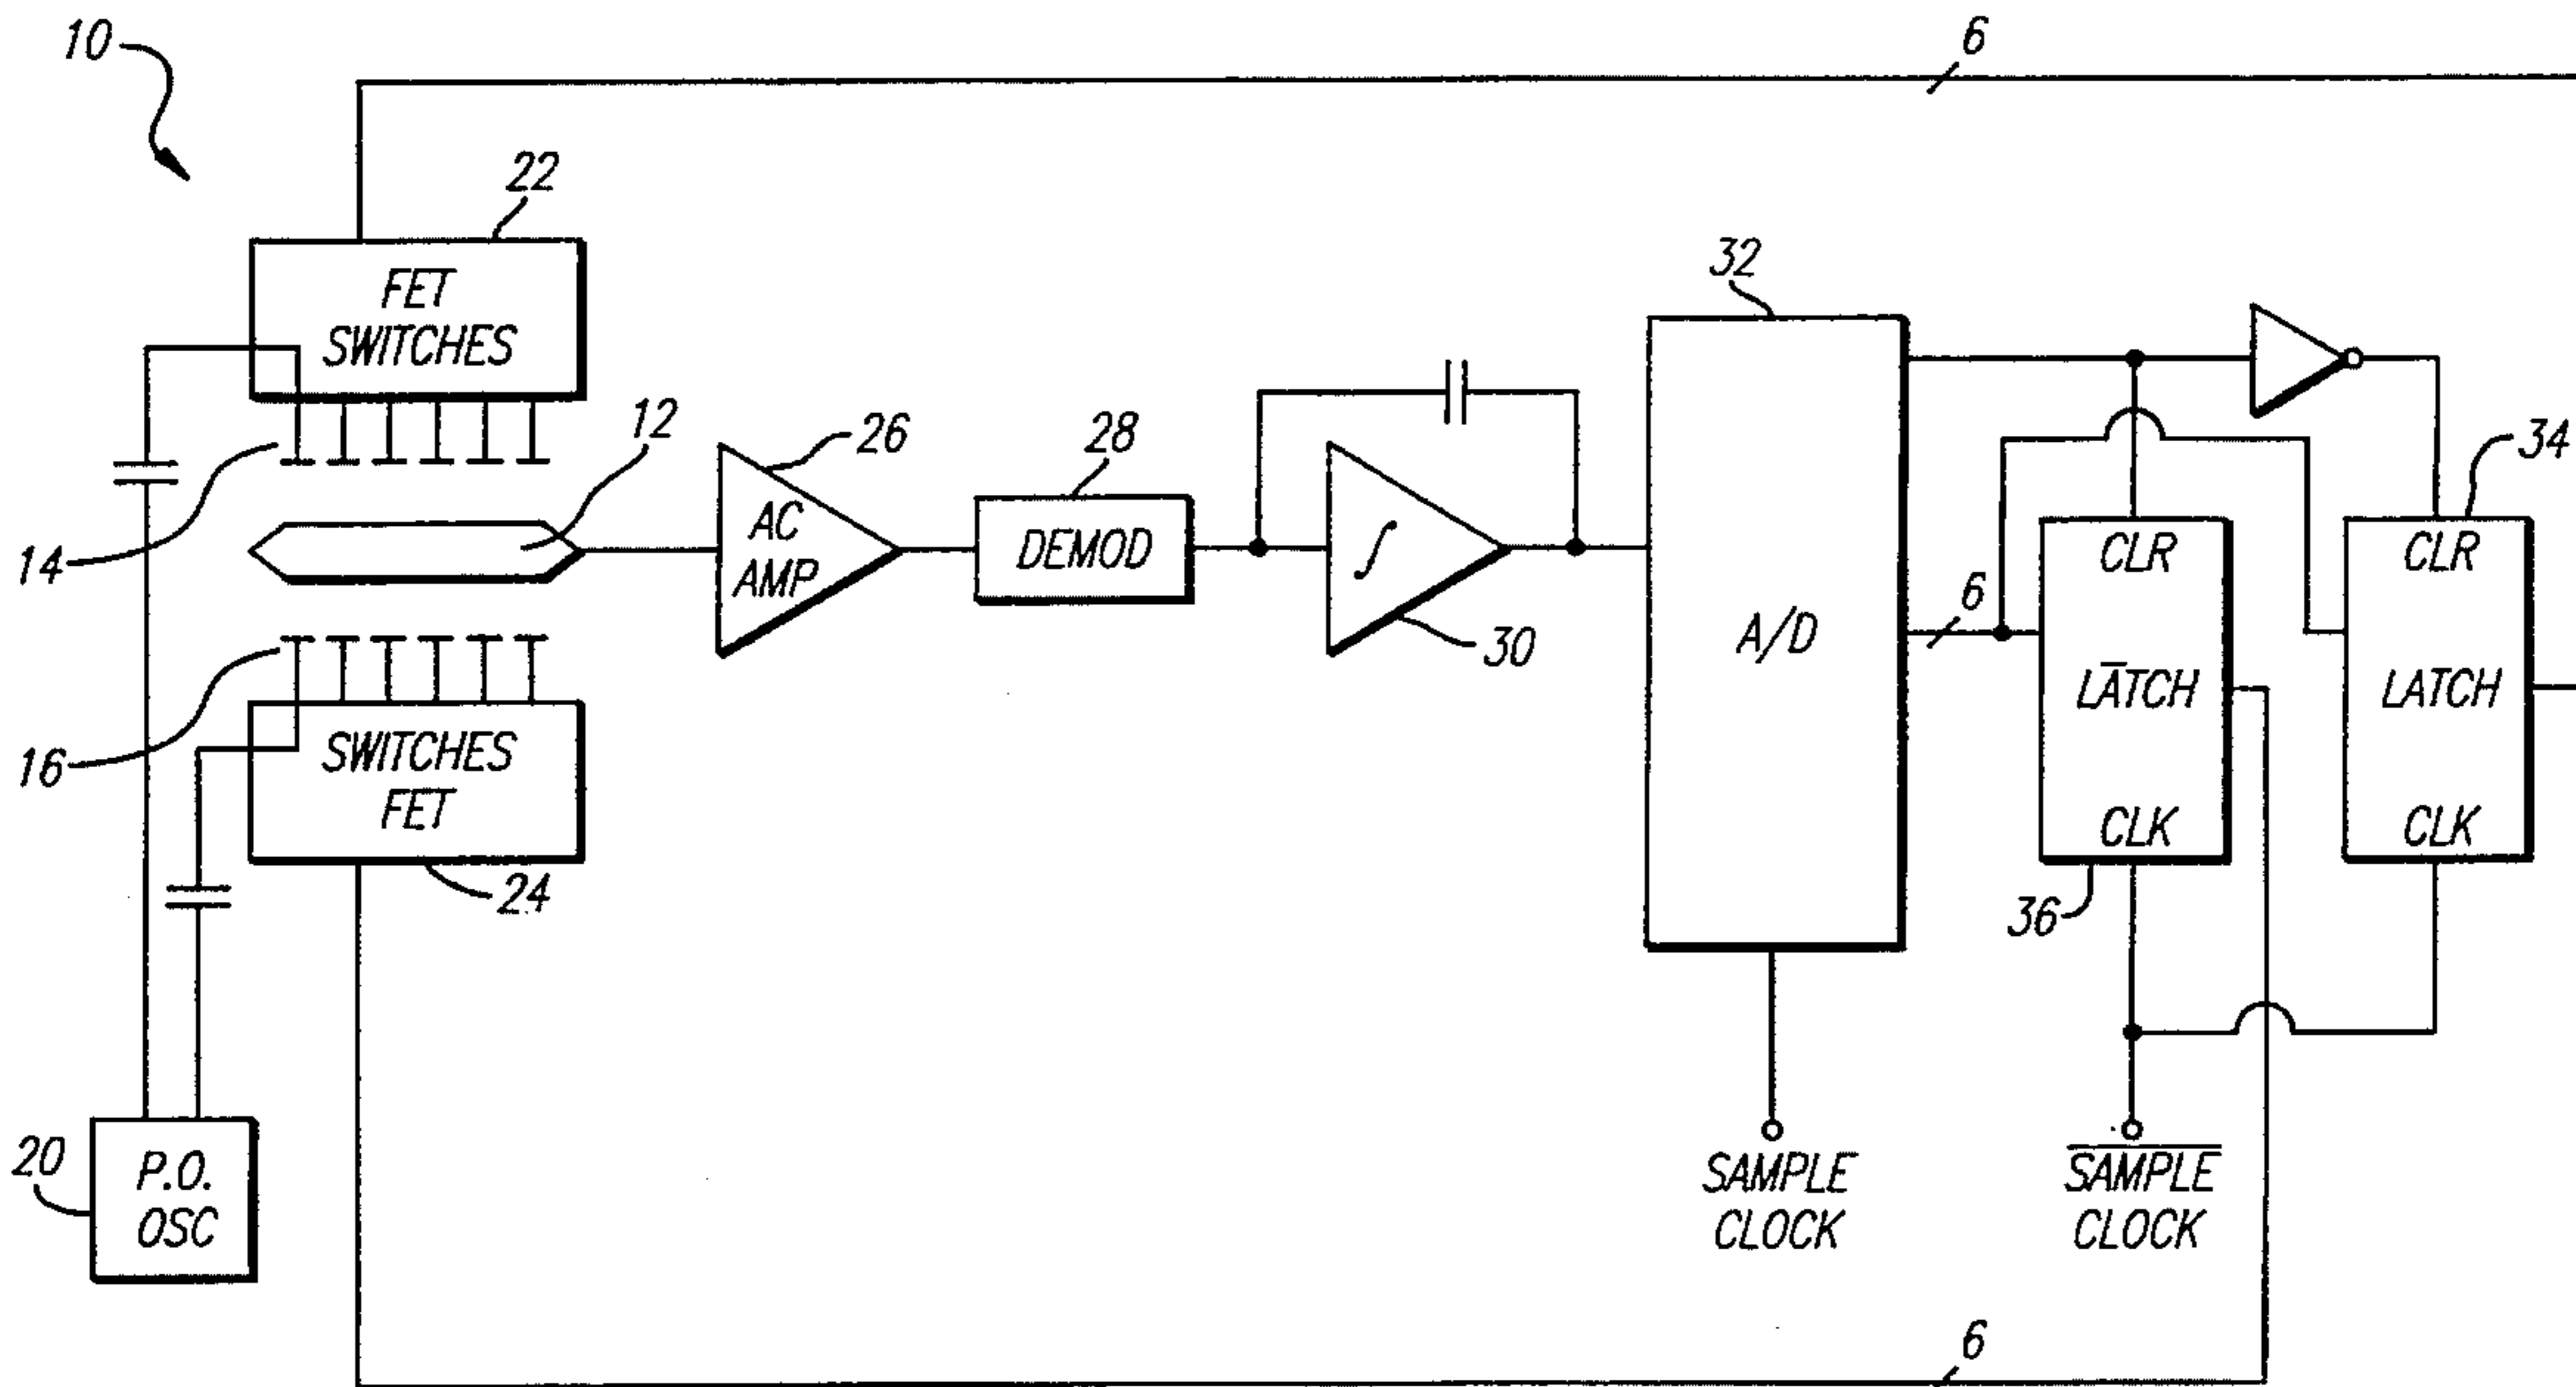 10
6
22
FET
SWITCHES
12
14
26
AC
AMP
28
DEMOD
∫
30
32
A/D
6
34
CLR
LATCH
CLK
CLR
LATCH
CLK
36
16
SWITCHES
FET
24
20
P.O.
OSC
SAMPLE
CLOCK
SAMPLE
CLOCK
6